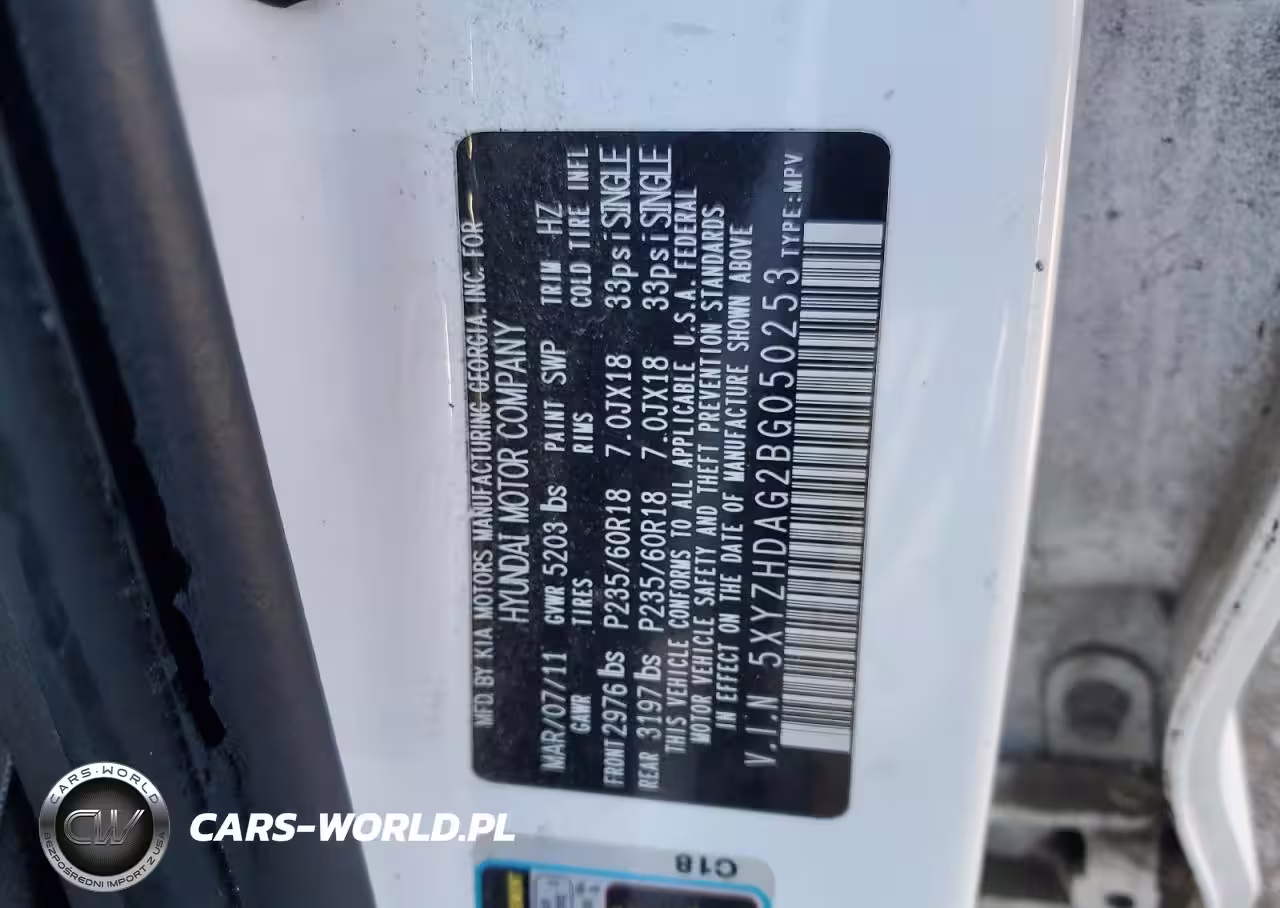 MFD. BY KIA MOTORS MANUFACTURING GEORGIA. INC. FOR
HYUNDAI MOTOR COMPANY
MAR/07/11 GVWR 5203 lbs PAINT SWP TRIM HZ
GAWR TIRES RIMS COLD TIRE INFL
FRONT 2976 lbs P235/60R18 7.0JX18 33psi SINGLE
REAR 3197 lbs P235/60R18 7.0JX18 33psi SINGLE
THIS VEHICLE CONFORMS TO ALL APPLICABLE U.S.A. FEDERAL
MOTOR VEHICLE SAFETY AND THEFT PREVENTION STANDARDS
IN EFFECT ON THE DATE OF MANUFACTURE SHOWN ABOVE
V.I.N 5XYZHDAG2BG050253 TYPE:MPV
C18
CARS-WORLD
CW
BEZPOŚREDNI IMPORT Z USA
CARS-WORLD.PL